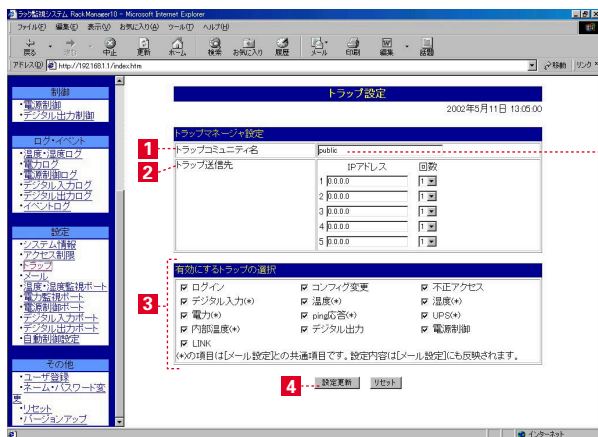 ラック監視システム RackManager10 - Microsoft Internet Explorer
ファイル(F) 編集(E) 表示(V) お気に入り(A) ツール(T) ヘルプ(H)
戻る 中止 更新 ホーム 検索 お気に入り 履歴 メール 印刷 編集 話題
アドレス(D) http://192.168.1.1/index.htm 移動 リンク
制御
・電源制御
・デジタル出力制御
ログ・イベント
・温度・湿度ログ
・電力ログ
・電源制御ログ
・デジタル入力ログ
・デジタル出力ログ
・イベントログ
設定
・システム情報
・アクセス制限
・トラップ
・メール
・温度・湿度監視ポート
・電力監視ポート
・電源制御ポート
・デジタル入力ポート
・デジタル出力ポート
・自動制御設定
その他
・ユーザ登録
・ネーム・パスワード変更
・リセット
・バージョンアップ
トラップ設定
2002年5月11日 13:05:00
トラップマネージャ設定
1 トラップコミュニティ名 public
2 トラップ送信先 IPアドレス 回数
1 0.0.0.0 1
2 0.0.0.0 1
3 0.0.0.0 1
4 0.0.0.0 1
5 0.0.0.0 1
3 有効にするトラップの選択
ログイン コンフィグ変更 不正アクセス
デジタル入力(*) 温度(*) 湿度(*)
電力(*) ping応答(*) UPS(*)
内部温度(*) デジタル出力 電源制御
LINK
(*)の項目は[メール設定]との共通項目です。設定内容は[メール設定]にも反映されます。
4 設定更新 リセット
インターネット